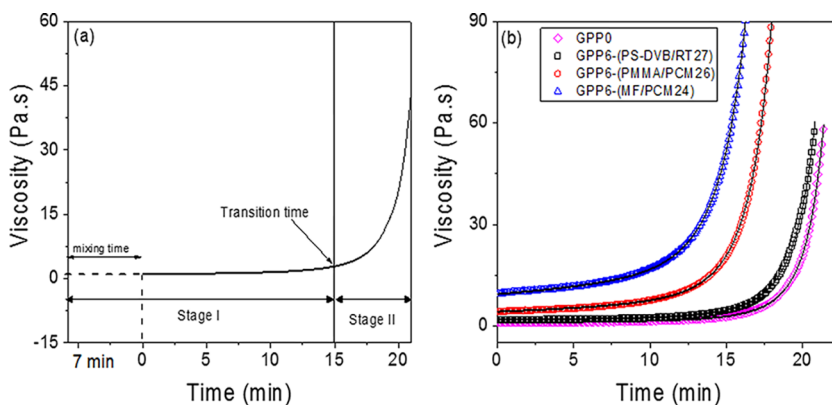 (a)
Viscosity (Pa.s)
60
45
30
15
0
-15
mixing time
Transition time
Stage I
Stage II
7 min
0
5
10
15
20
Time (min)
(b)
Viscosity (Pa.s)
90
60
30
0
GPP0
GPP6-(PS-DVB/RT27)
GPP6-(PMMA/PCM26)
GPP6-(MF/PCM24)
0
5
10
15
20
Time (min)